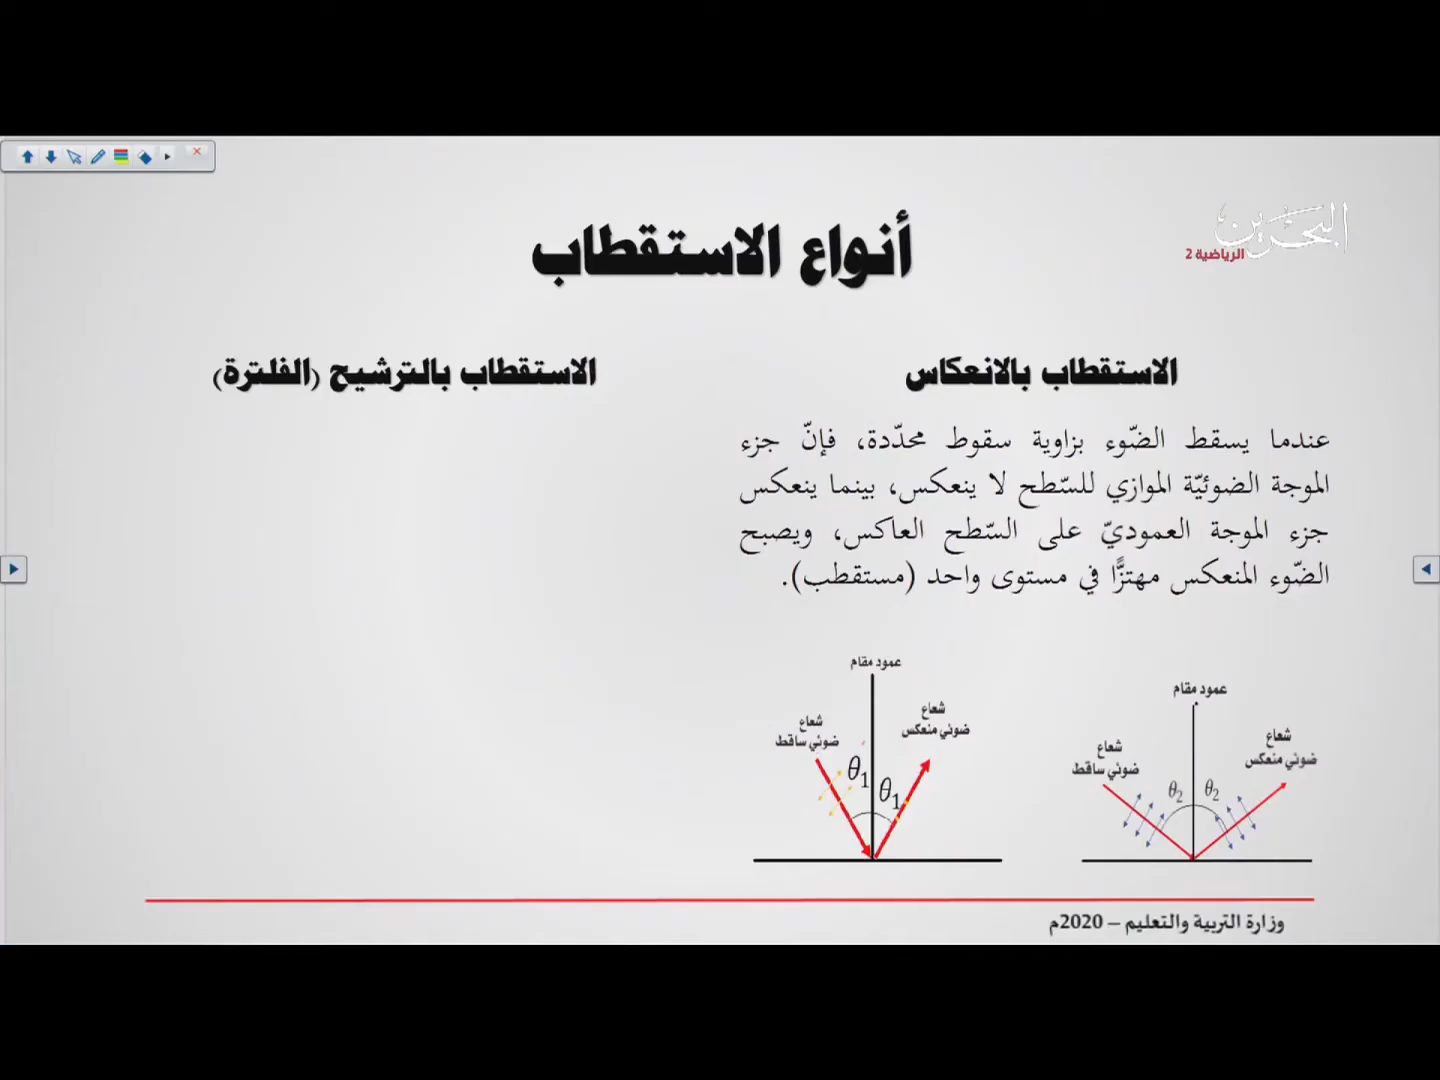 البحرين
الرياضية 2
أنواع الاستقطاب
الاستقطاب بالانعكاس
عندما يسقط الضّوء بزاوية سقوط محدّدة، فإنّ جزء
الموجة الضوئيّة الموازي للسّطح لا ينعكس، بينما ينعكس
جزء الموجة العموديّ على السّطح العاكس، ويصبح
الضّوء المنعكس مهتزًّا في مستوى واحد (مستقطب).
عمود مقام
شعاع
ضوئي منعكس
شعاع
ضوئي ساقط
θ2 θ2
عمود مقام
شعاع
ضوئي منعكس
شعاع
ضوئي ساقط
θ1 θ1
الاستقطاب بالترشيح (الفلترة)
وزارة التربية والتعليم – 2020م